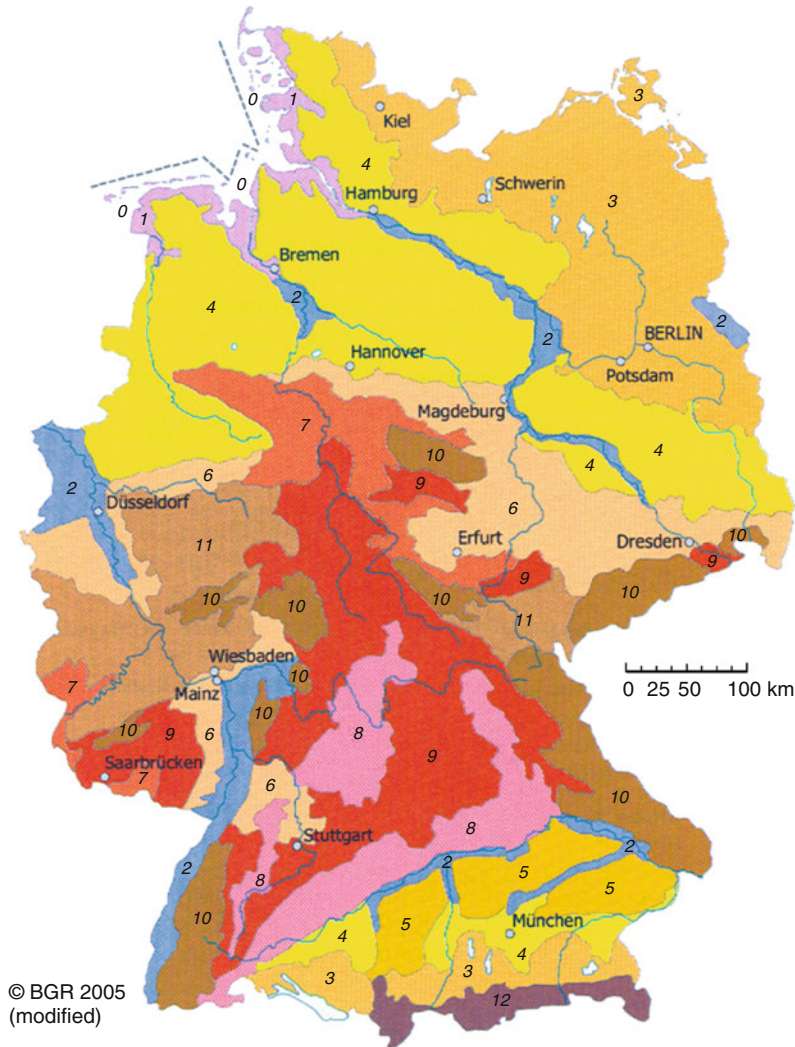 3
0
1
Kiel
4
Schwerin
0
Hamburg
3
0
1
Bremen
2
4
4
2
2
BERLIN
Hannover
Potsdam
Magdeburg
7
10
4
6
9
4
2
Düsseldorf
6
11
Erfurt
Dresden
10
9
9
10
10
10
10
11
Wiesbaden
10
7
Mainz
0 25 50 100 km
10
9
6
10
8
9
Saarbrücken
7
6
10
8
Stuttgart
2
2
2
8
5
5
10
5
München
4
4
3
3
12
© BGR 2005
(modified)